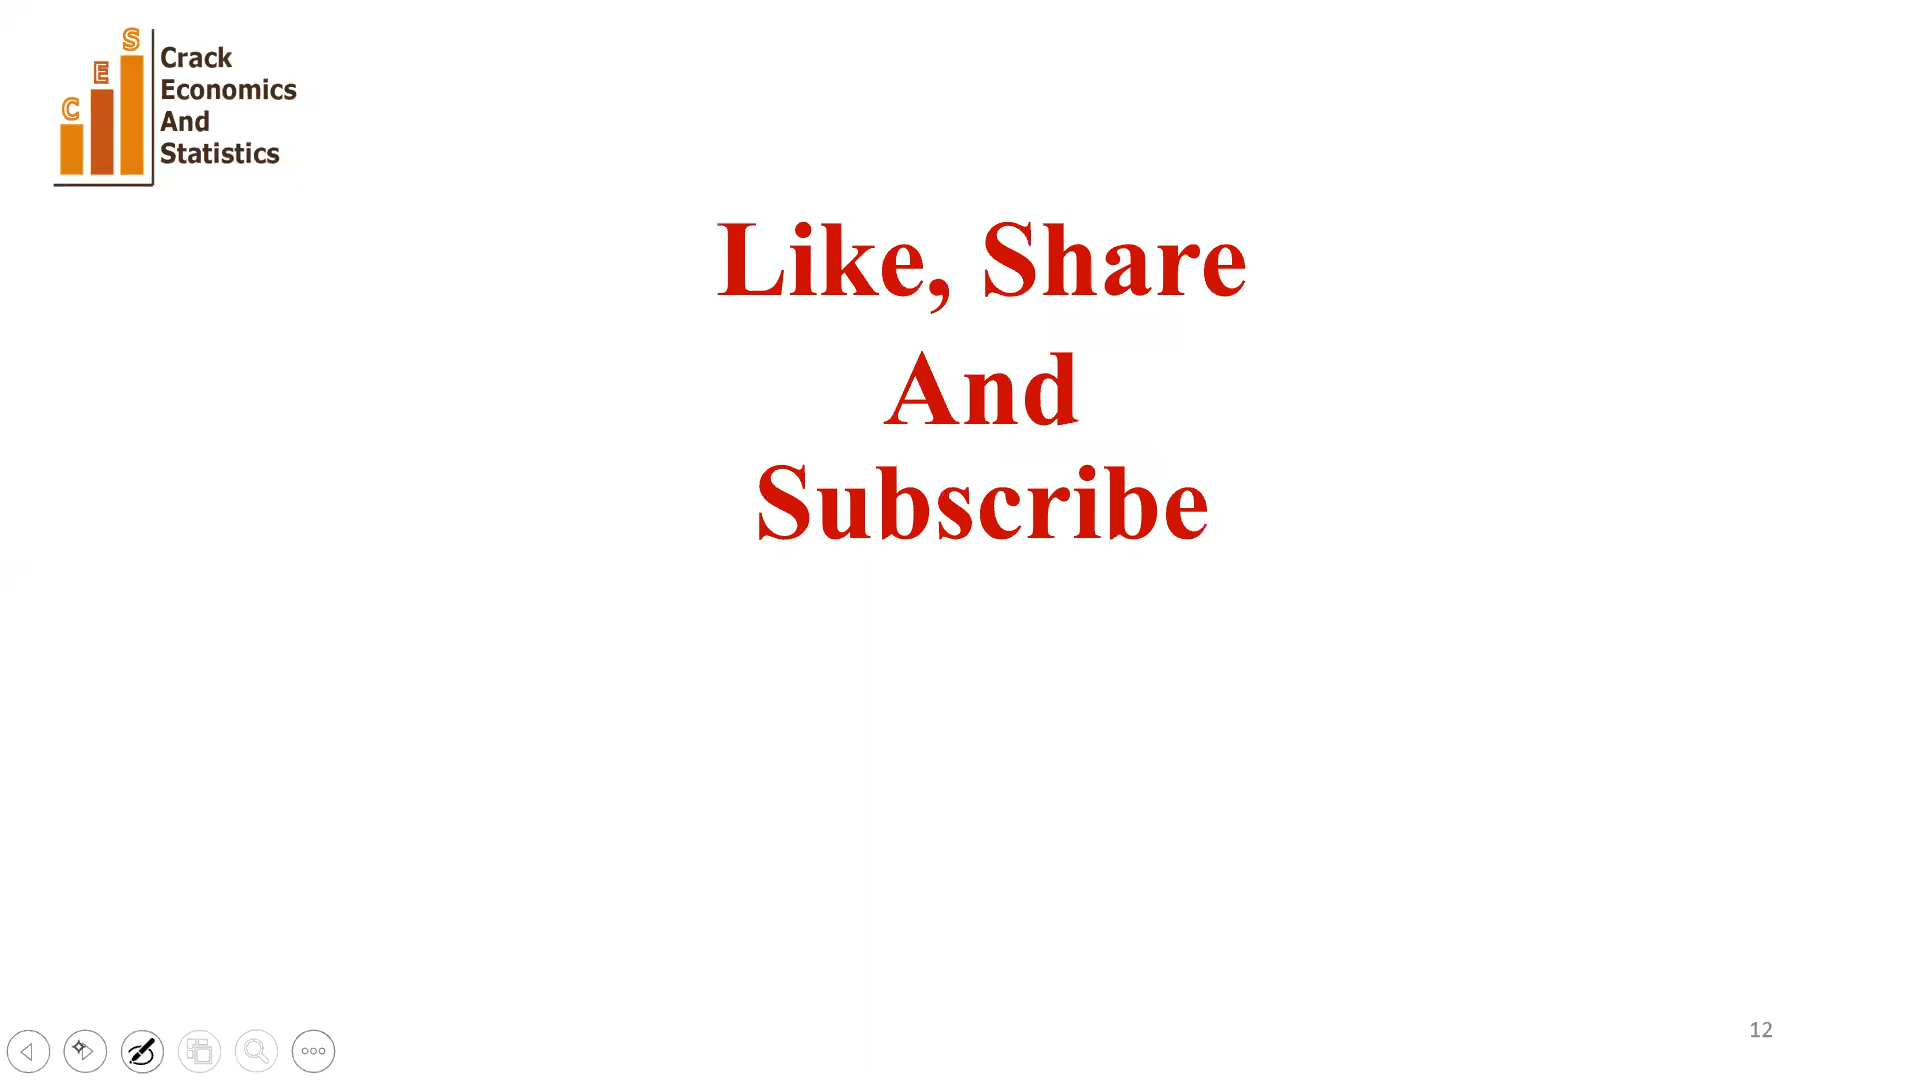 S
E
C
Crack
Economics
And
Statistics
Like, Share
And
Subscribe
12